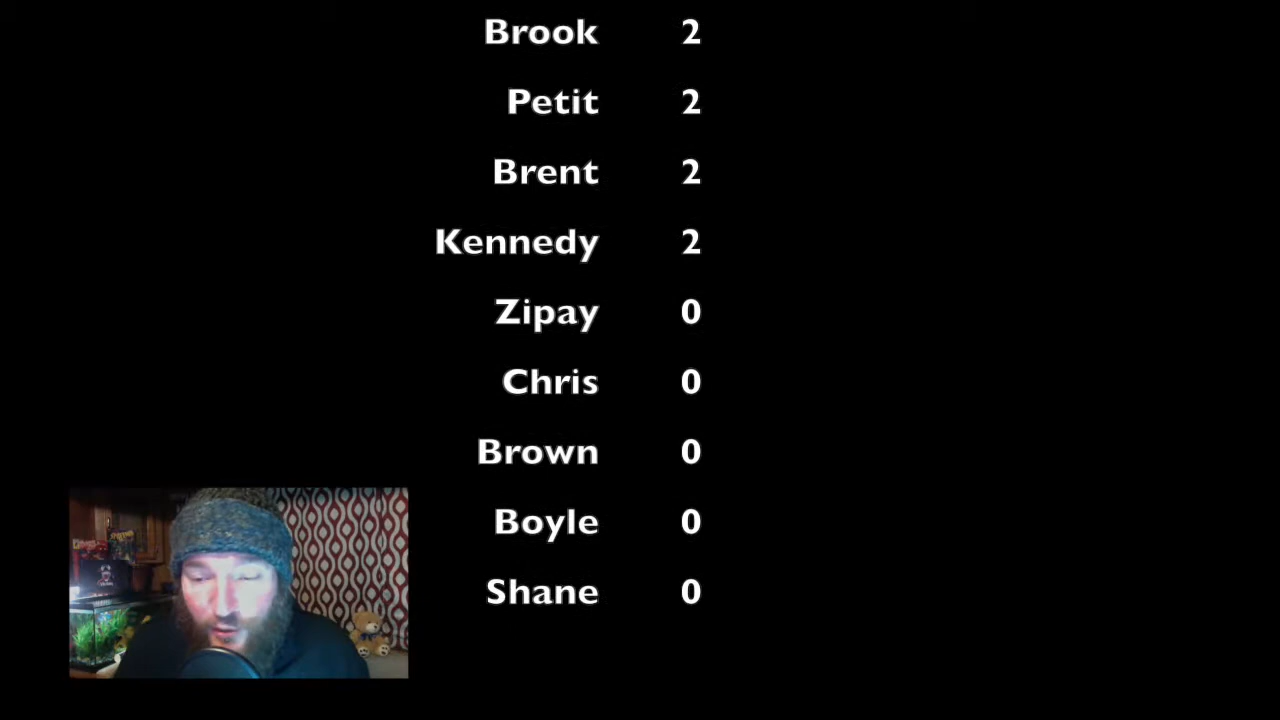 Brook 2
Petit 2
Brent 2
Kennedy 2
Zipay 0
Chris 0
Brown 0
Boyle 0
Shane 0